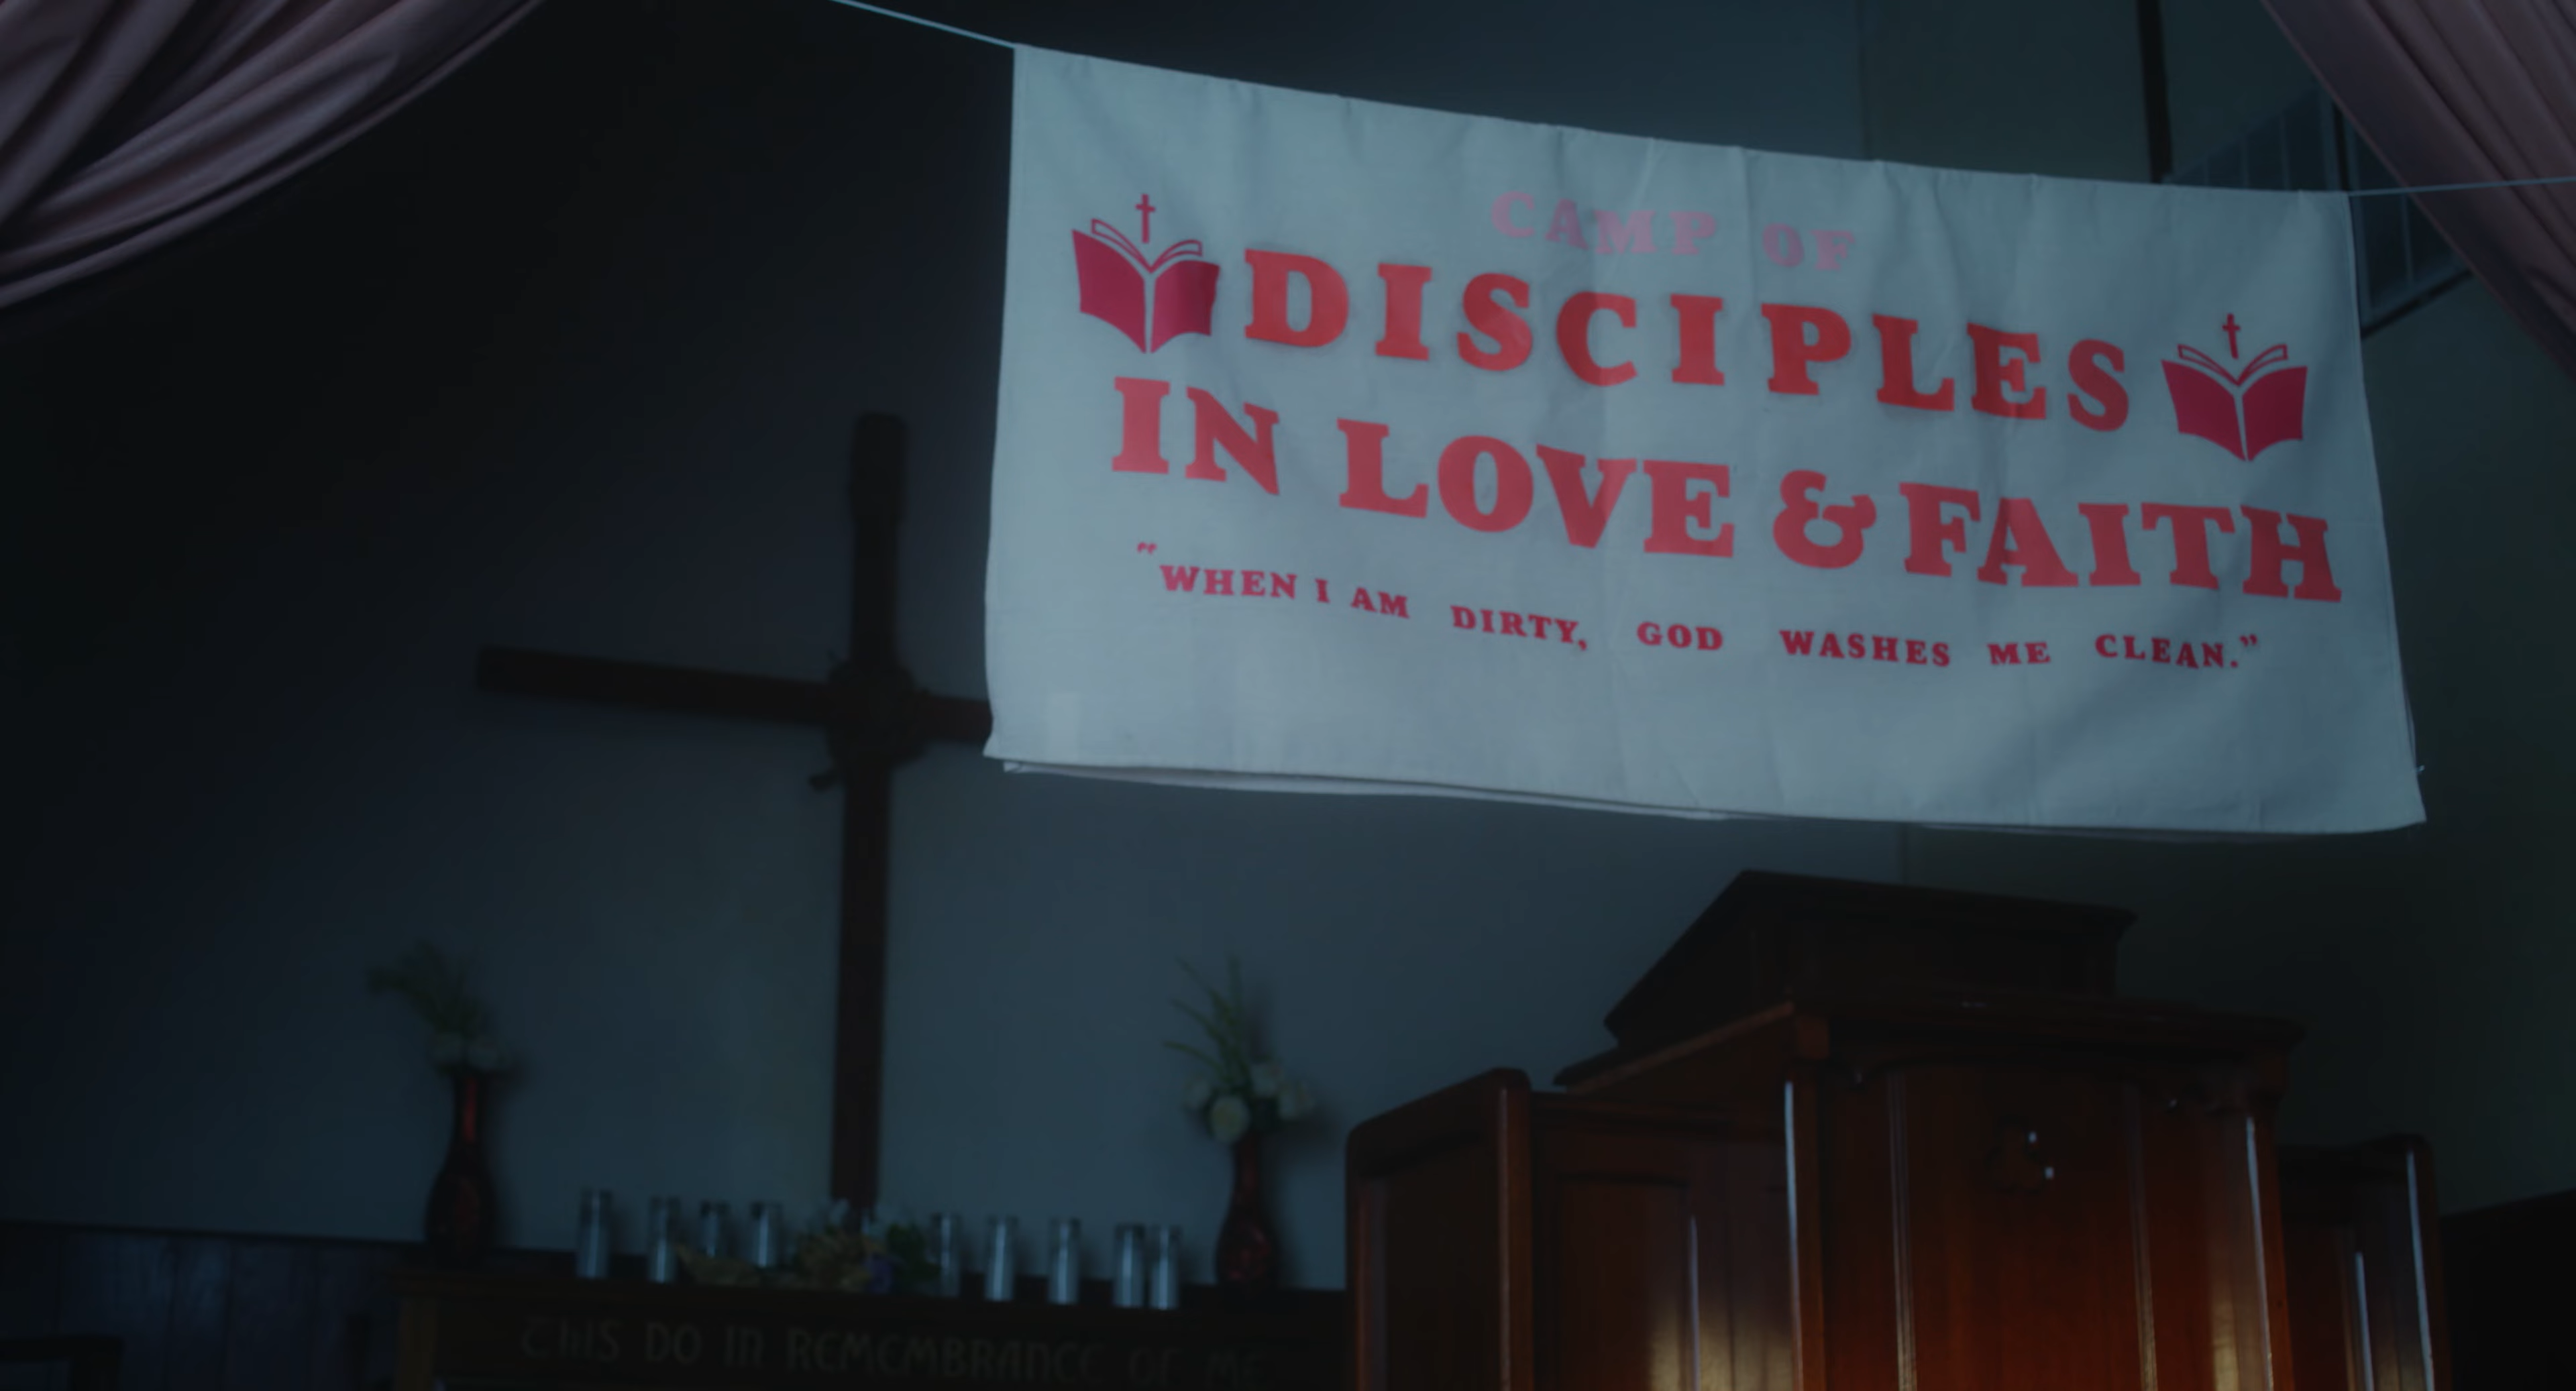 CAMP OF
DISCIPLES
IN LOVE & FAITH
"WHEN I AM DIRTY, GOD WASHES ME CLEAN."
THIS DO IN REMEMBRANCE OF ME